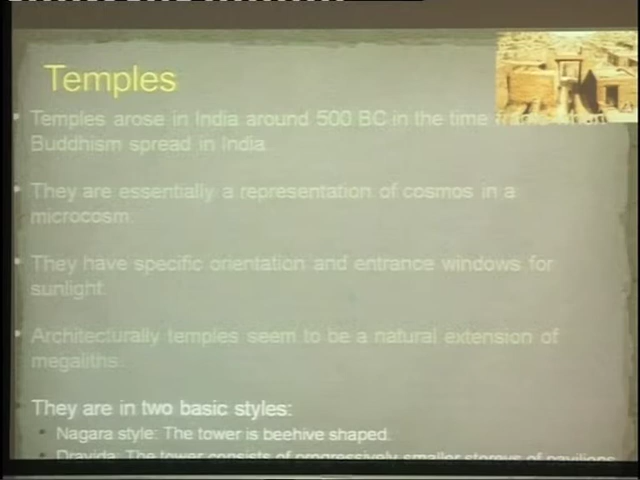 Temples
Temples arose in India around 500 BC in the time
Buddhism spread in India.
They are essentially a representation of cosmos in a
microcosm.
They have specific orientation and entrance windows for
sunlight.
Architecturally temples seem to be a natural extension of
megaliths.
They are in two basic styles:
Nagara style: The tower is beehive shaped.
Dravida: The tower consists of progressively smaller storeys of pavilions